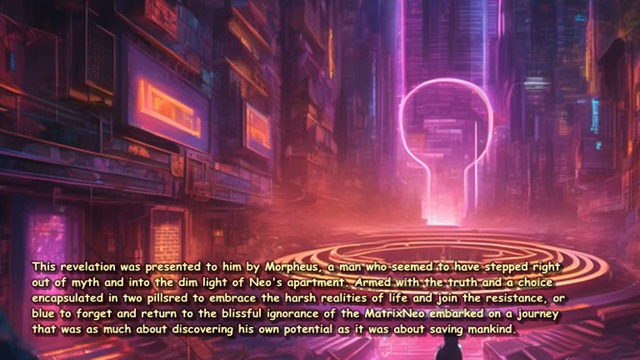 This revelation was presented to him by Morpheus, a man who seemed to have stepped right
out of myth and into the dim light of Neo's apartment. Armed with the truth and a choice
encapsulated in two pillsred to embrace the harsh realities of life and join the resistance, or
blue to forget and return to the blissful ignorance of the MatrixNeo embarked on a journey
that was as much about discovering his own potential as it was about saving mankind.